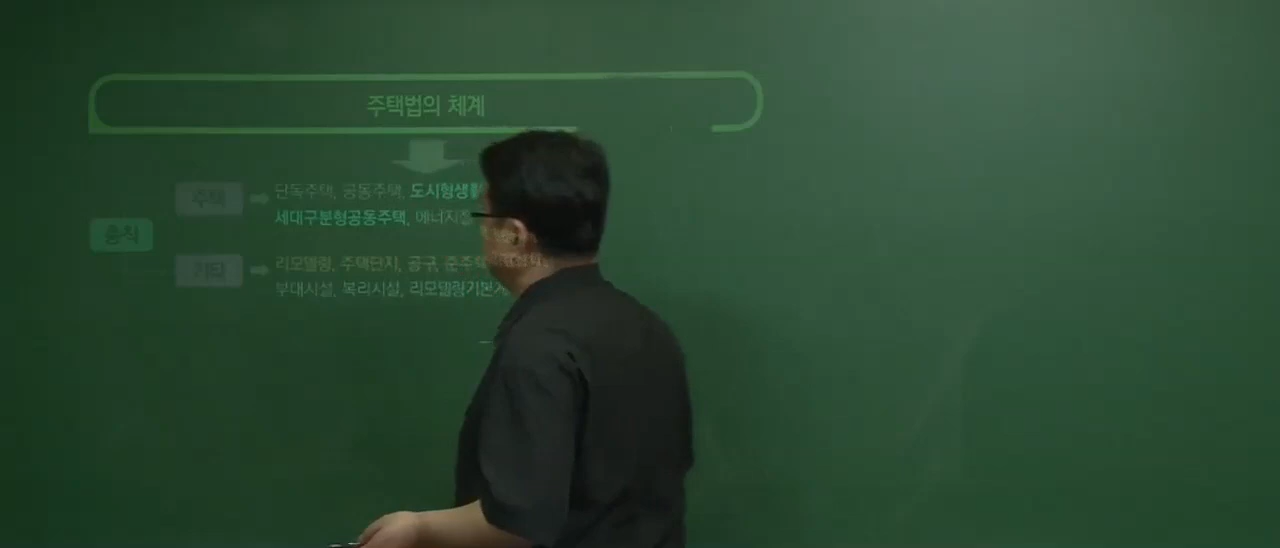 주택법의 체계
주택
단독주택, 공동주택, 도시형생활
세대구분형공동주택, 에너지절
총칙
기타
리모델링, 주택단지, 공구, 준주택
부대시설, 복리시설, 리모델링기본계